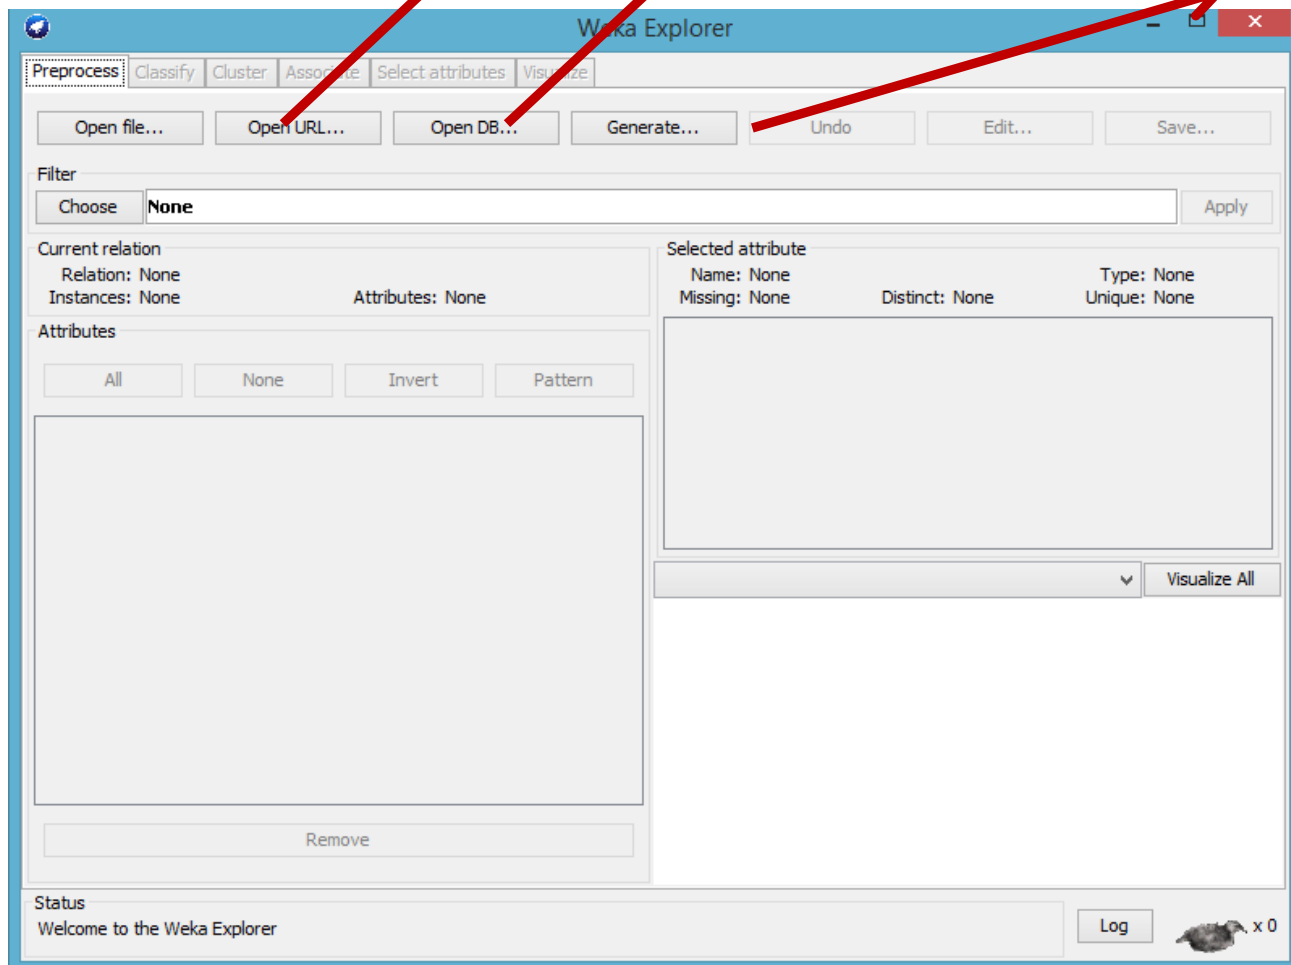 Weka Explorer
Preprocess Classify Cluster Associate Select attributes Visualize
Open file... Open URL... Open DB... Generate... Undo Edit... Save...
Filter
Choose None Apply
Current relation
Relation: None
Instances: None Attributes: None
Selected attribute
Name: None Type: None
Missing: None Distinct: None Unique: None
Attributes
All None Invert Pattern
Visualize All
Remove
Status
Welcome to the Weka Explorer
Log x 0